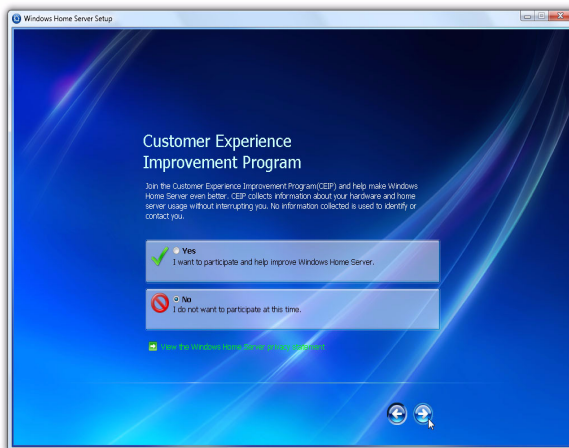 Windows Home Server Setup
Customer Experience
Improvement Program
Join the Customer Experience Improvement Program(CEIP) and help make Windows
Home Server even better. CEIP collects information about your hardware and home
server usage without interrupting you. No information collected is used to identify or
contact you.
Yes
I want to participate and help improve Windows Home Server.
No
I do not want to participate at this time.
View the Windows Home Server privacy